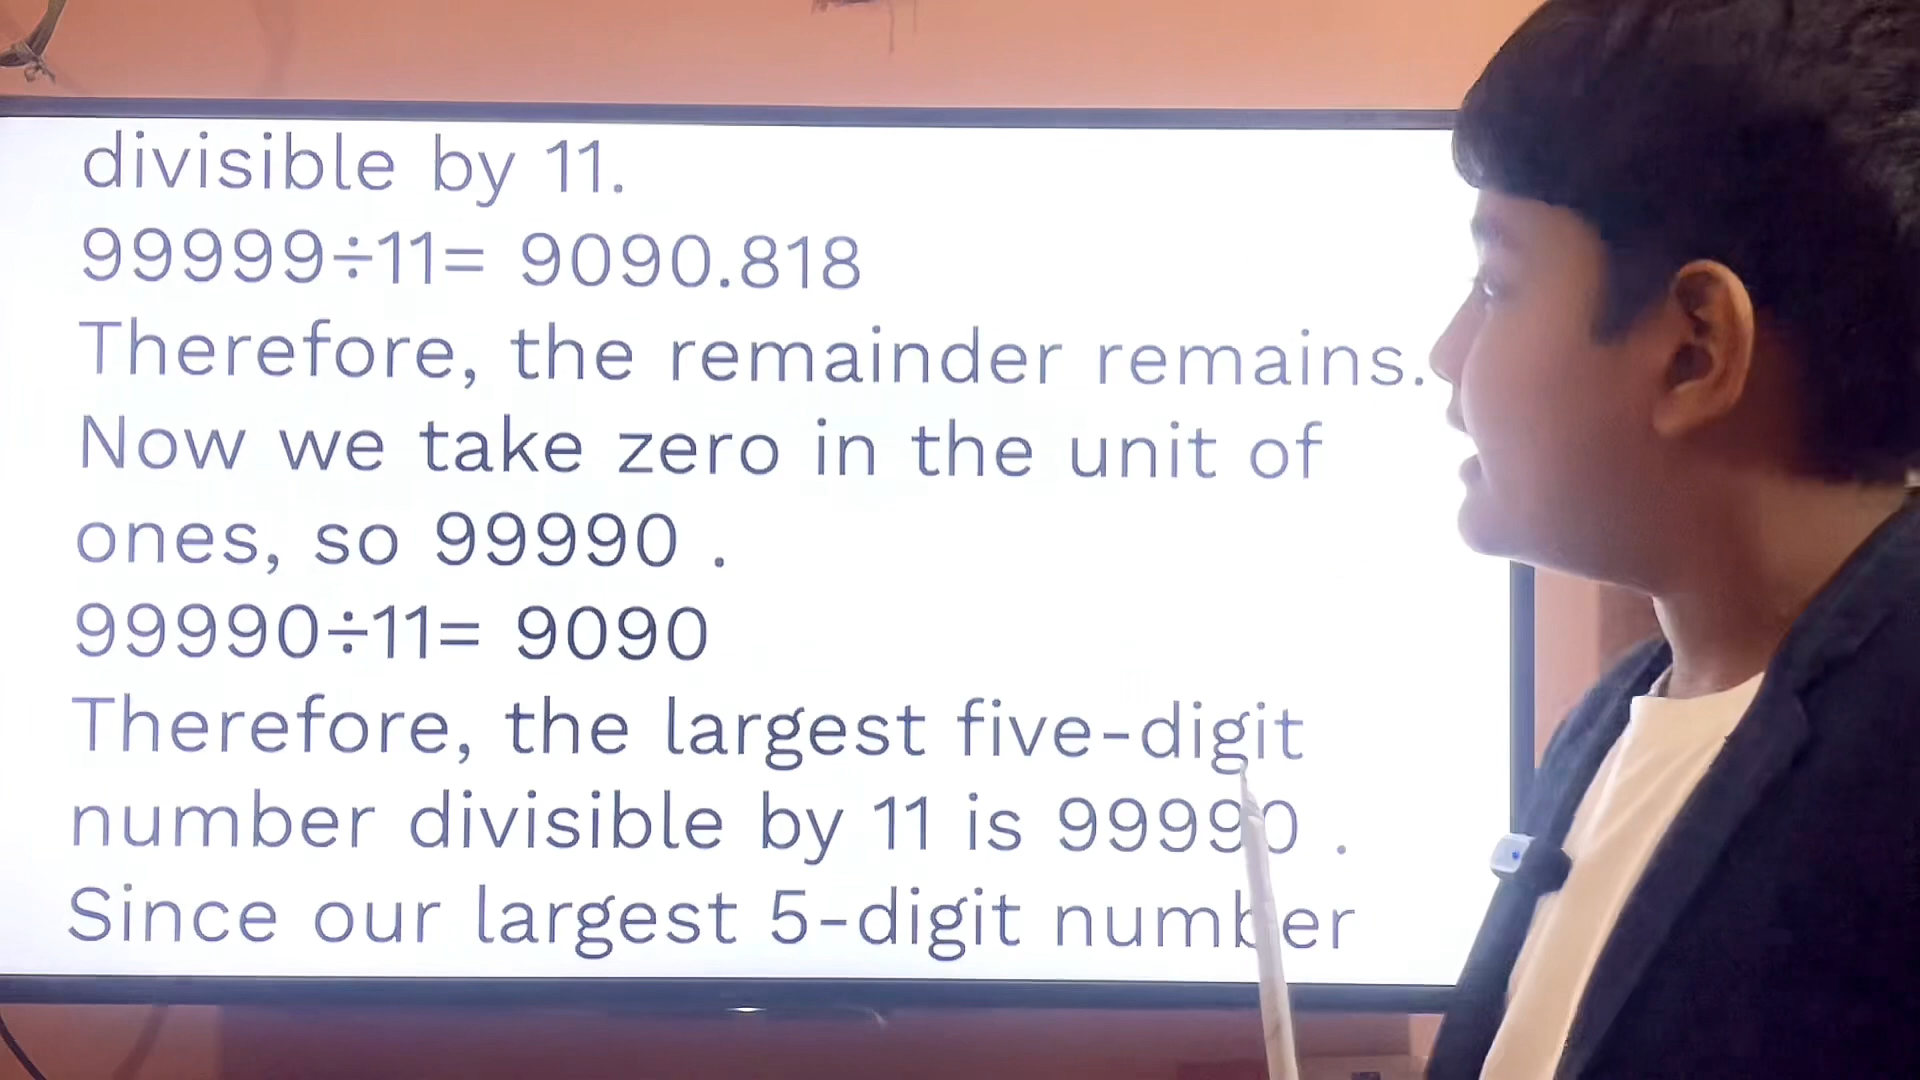 divisible by 11.
99999÷11= 9090.818
Therefore, the remainder remains.
Now we take zero in the unit of
ones, so 99990 .
99990÷11= 9090
Therefore, the largest five-digit
number divisible by 11 is 99990 .
Since our largest 5-digit number